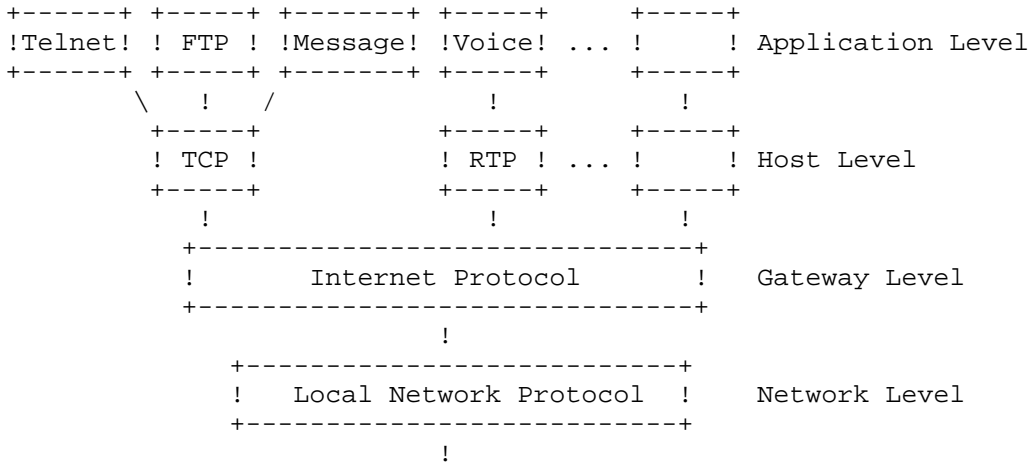 +------+ +-----+ +-------+ +-----+     +-----+
!Telnet! ! FTP ! !Message! !Voice! ... !     ! Application Level
+------+ +-----+ +-------+ +-----+     +-----+
      \   !   /             !           !
       +-----+           +-----+     +-----+
       ! TCP !           ! RTP ! ... !     ! Host Level
       +-----+           +-----+     +-----+
          !                 !           !
         +-------------------------------+
         !       Internet Protocol       !   Gateway Level
         +-------------------------------+
                         !
            +---------------------------+
            !   Local Network Protocol  !    Network Level
            +---------------------------+
                         !